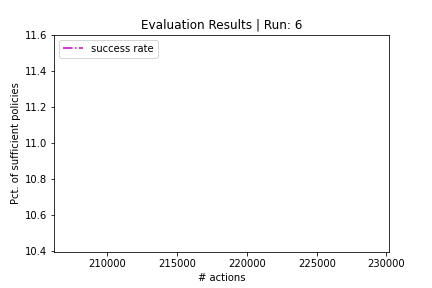 Evaluation Results | Run: 6
11.6
11.4
11.2
11.0
10.8
10.6
10.4
Pct. of sufficient policies
success rate
210000 215000 220000 225000 230000
# actions